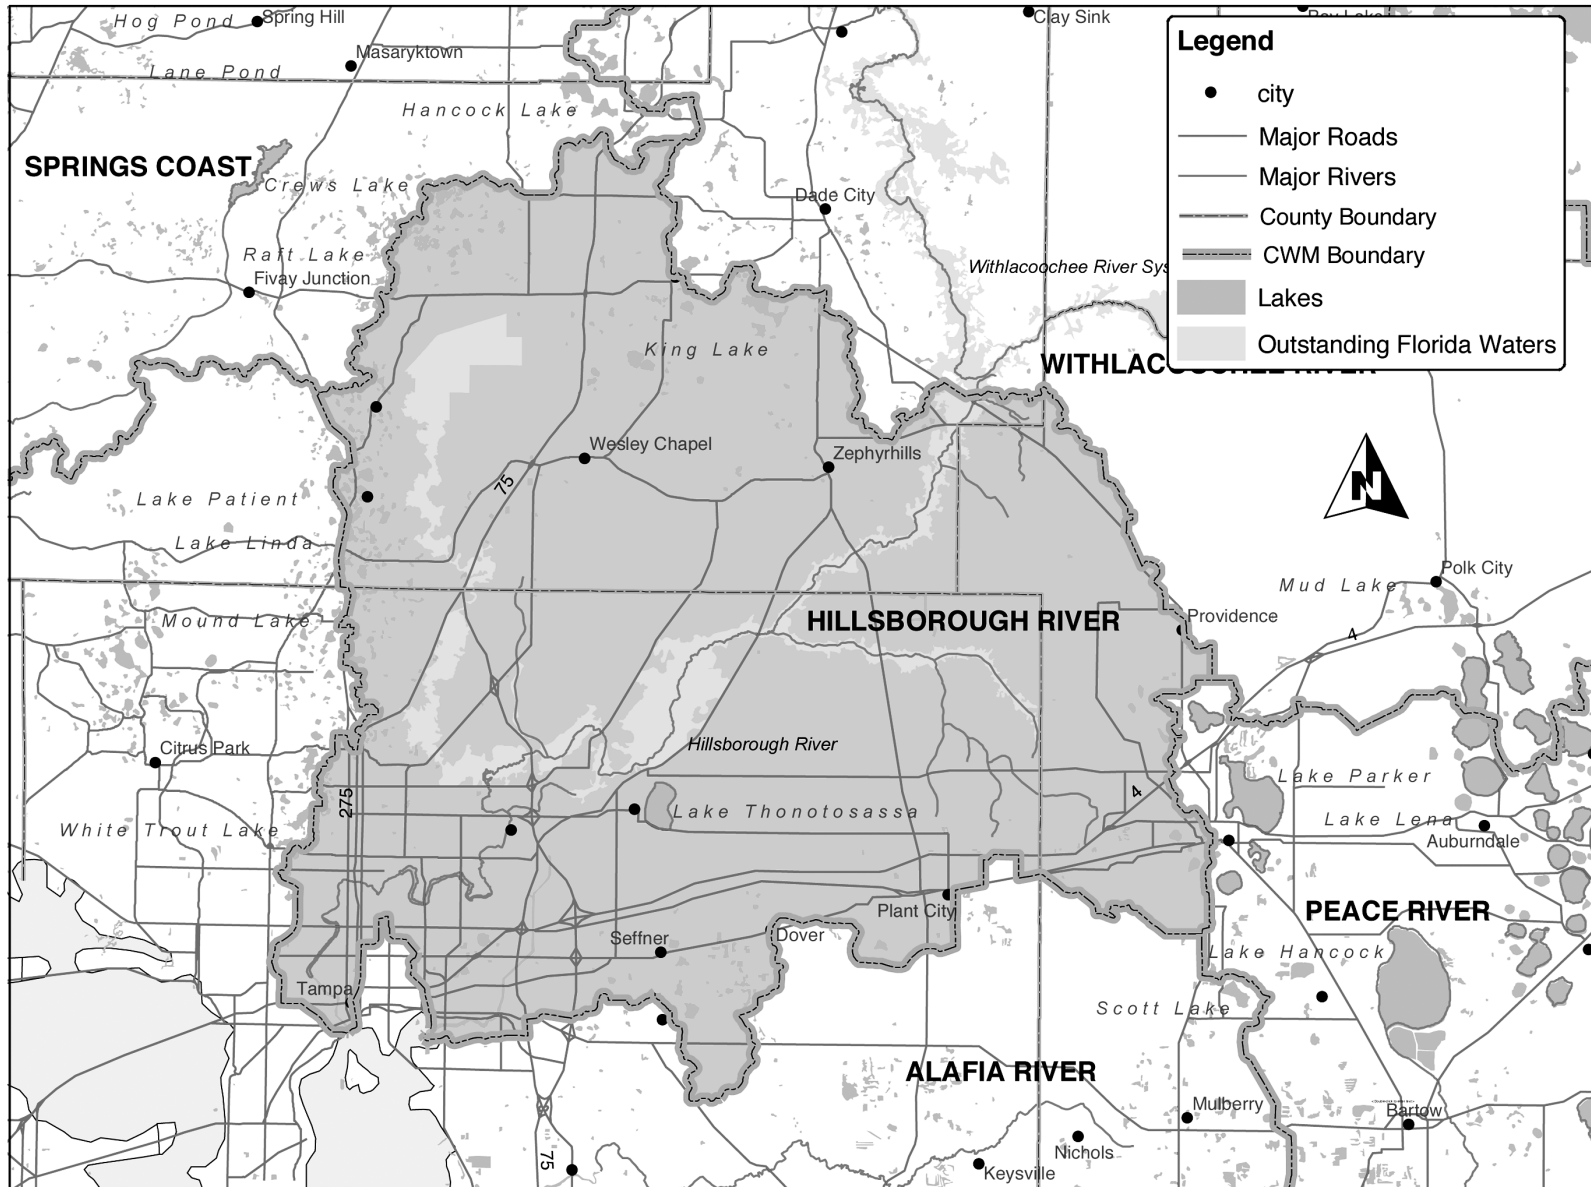 Hog Pond
Spring Hill
Clay Sink
Masaryktown
Lane Pond
Hancock Lake
SPRINGS COAST
Crews Lake
Dade City
Raft Lake
Fivay Junction
Withlacoochee River Sys
King Lake
WITHLACOOCHEE RIVER
Legend
city
Major Roads
Major Rivers
County Boundary
CWM Boundary
Lakes
Outstanding Florida Waters
Wesley Chapel
Zephyrhills
75
N
Lake Patient
Lake Linda
Polk City
Mud Lake
Mound Lake
HILLSBOROUGH RIVER
Providence
4
Citrus Park
Hillsborough River
Lake Parker
275
4
Lake Thonotosassa
White Trout Lake
Lake Lena
Auburndale
Plant City
PEACE RIVER
Seffner
Dover
Lake Hancock
Tampa
Scott Lake
ALAFIA RIVER
Mulberry
Bartow
Nichols
75
Keysville